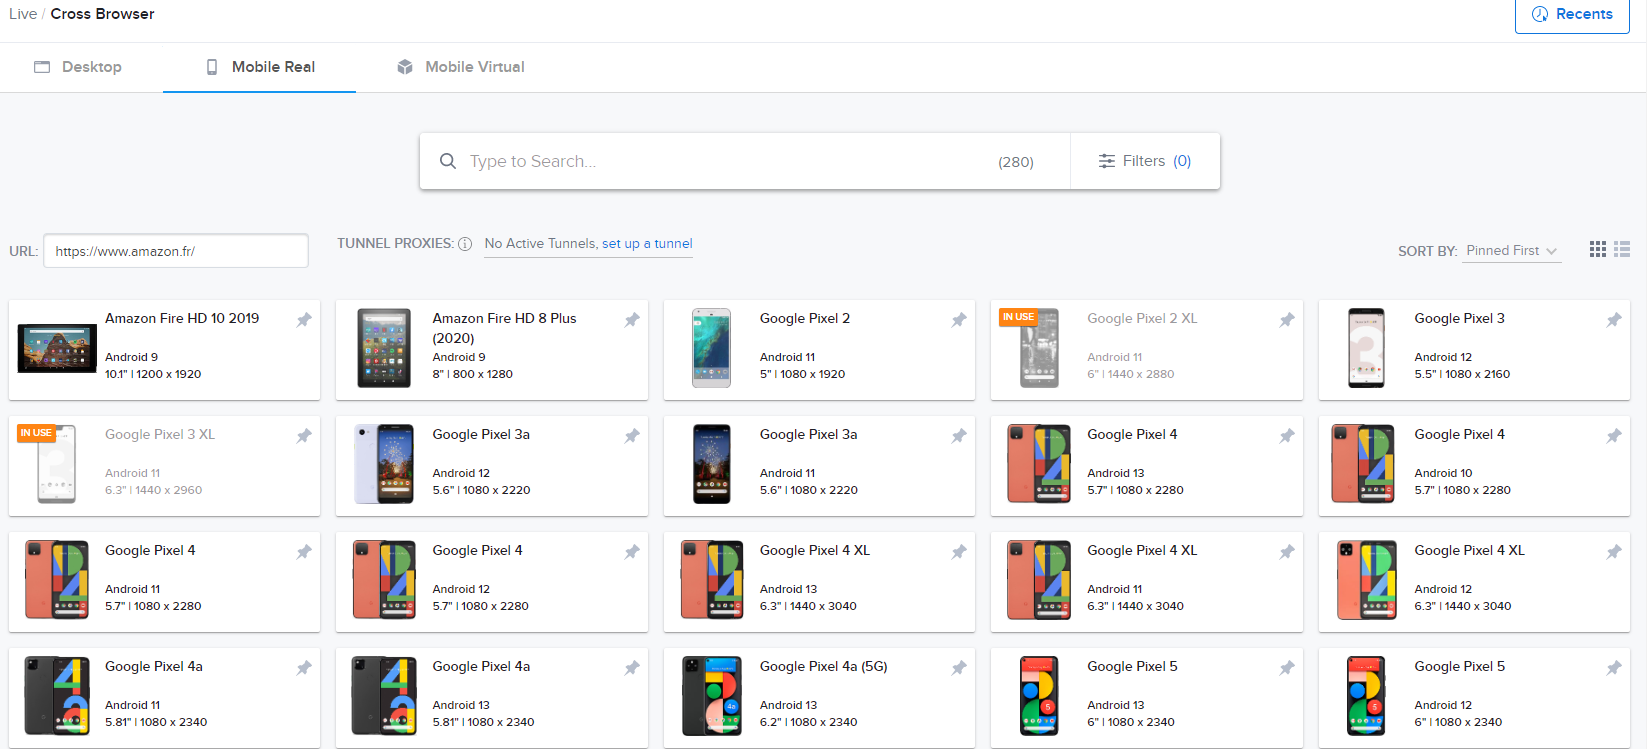 Live / Cross Browser
Recents
Desktop
Mobile Real
Mobile Virtual
Type to Search...
(280)
Filters (0)
URL:
https://www.amazon.fr/
TUNNEL PROXIES:
No Active Tunnels, set up a tunnel
SORT BY: Pinned First
Amazon Fire HD 10 2019
Android 9
10.1" | 1200 x 1920
Amazon Fire HD 8 Plus
(2020)
Android 9
8" | 800 x 1280
Google Pixel 2
Android 11
5" | 1080 x 1920
IN USE
Google Pixel 2 XL
Android 11
6" | 1440 x 2880
Google Pixel 3
Android 12
5.5" | 1080 x 2160
IN USE
Google Pixel 3 XL
Android 11
6.3" | 1440 x 2960
Google Pixel 3a
Android 12
5.6" | 1080 x 2220
Google Pixel 3a
Android 11
5.6" | 1080 x 2220
Google Pixel 4
Android 13
5.7" | 1080 x 2280
Google Pixel 4
Android 10
5.7" | 1080 x 2280
Google Pixel 4
Android 11
5.7" | 1080 x 2280
Google Pixel 4
Android 12
5.7" | 1080 x 2280
Google Pixel 4 XL
Android 13
6.3" | 1440 x 3040
Google Pixel 4 XL
Android 11
6.3" | 1440 x 3040
Google Pixel 4 XL
Android 12
6.3" | 1440 x 3040
Google Pixel 4a
Android 11
5.81" | 1080 x 2340
Google Pixel 4a
Android 13
5.81" | 1080 x 2340
Google Pixel 4a (5G)
Android 13
6.2" | 1080 x 2340
Google Pixel 5
Android 13
6" | 1080 x 2340
Google Pixel 5
Android 12
6" | 1080 x 2340